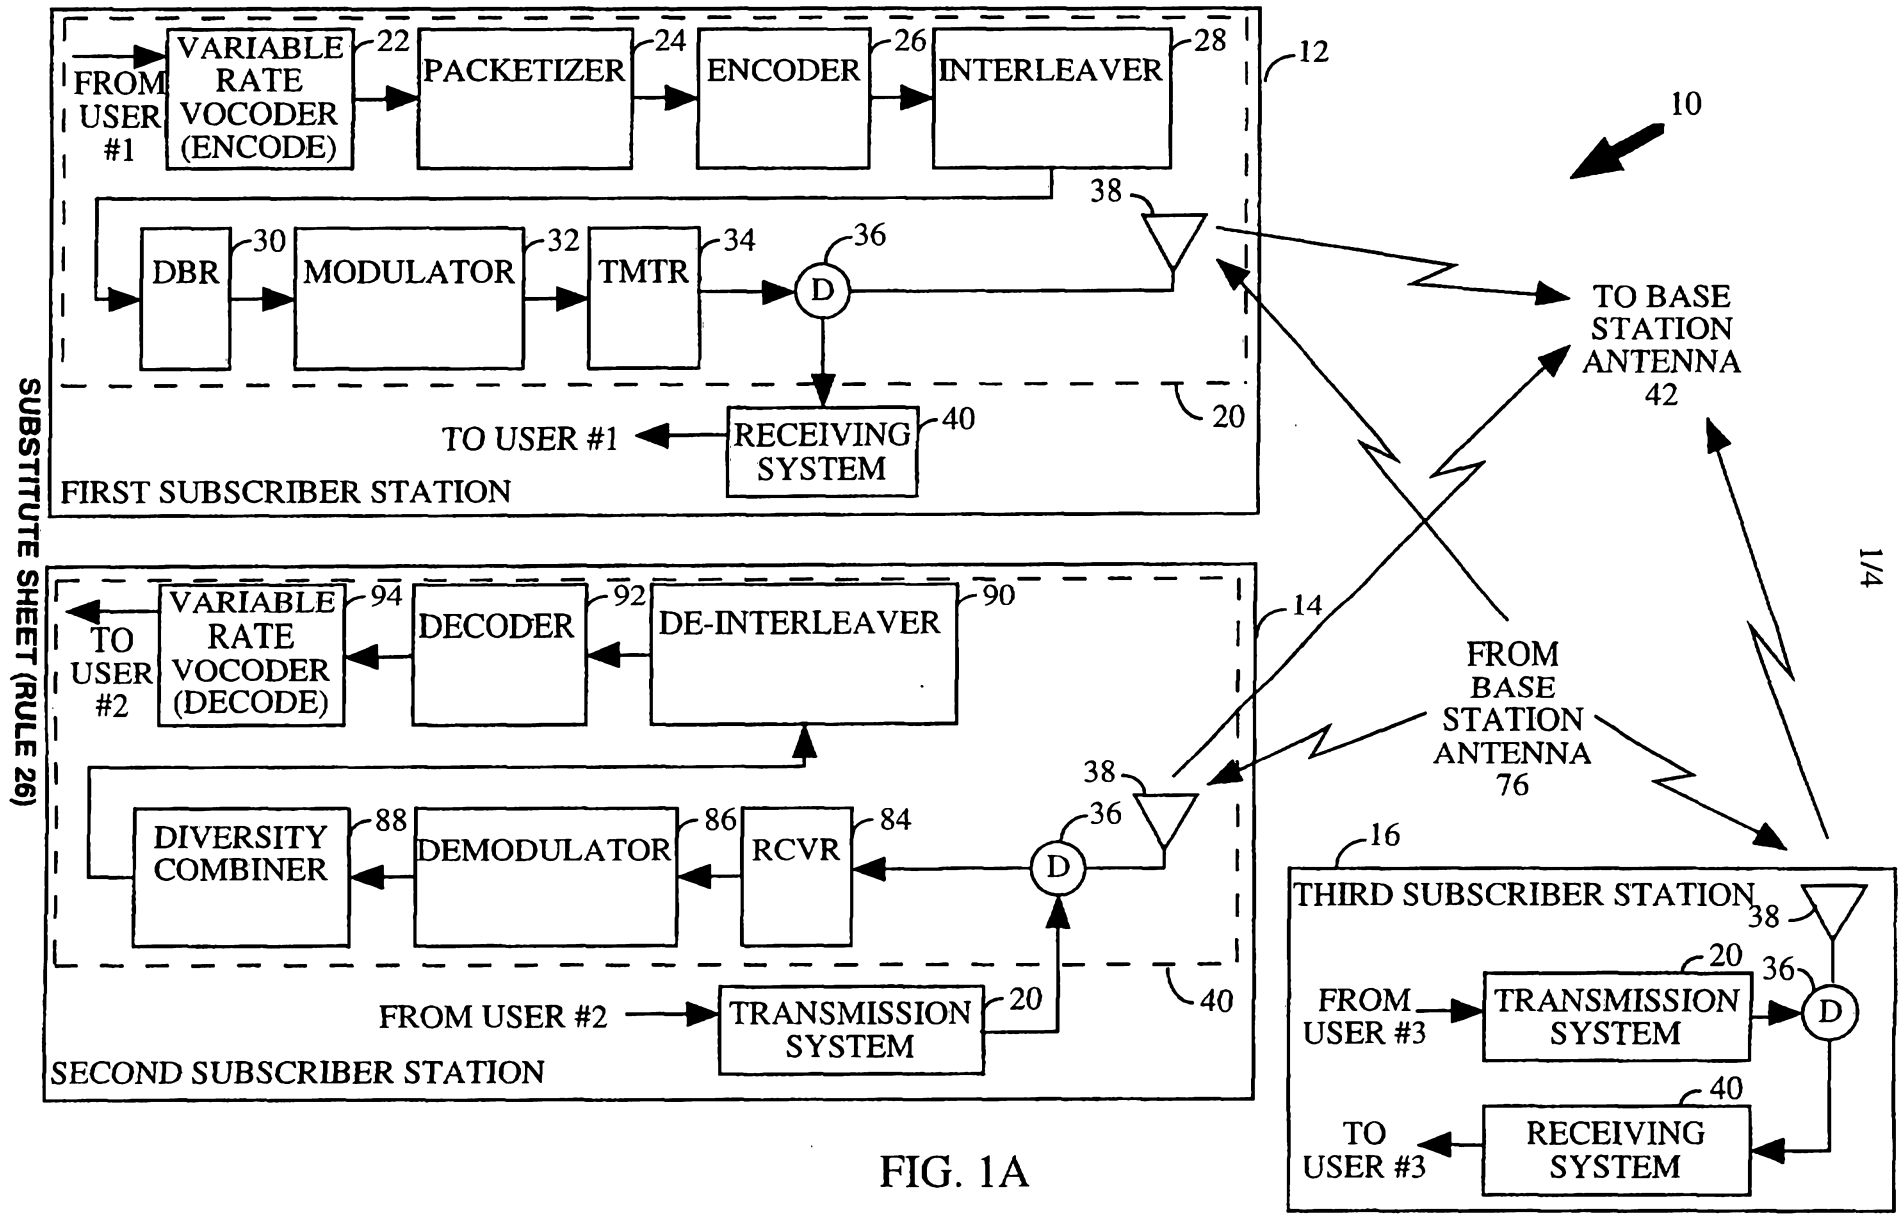 VARIABLE
RATE
VOCODER
(ENCODE)
22
FROM
USER
#1
PACKETIZER
24
ENCODER
26
INTERLEAVER
28
12
10
DBR
30
MODULATOR
32
TMTR
34
D
36
38
TO BASE
STATION
ANTENNA
42
20
TO USER #1
RECEIVING
SYSTEM
40
FIRST SUBSCRIBER STATION
SUBSTITUTE SHEET (RULE 26)
1/4
VARIABLE
RATE
VOCODER
(DECODE)
94
TO
USER
#2
DECODER
92
DE-INTERLEAVER
90
14
FROM
BASE
STATION
ANTENNA
76
DIVERSITY
COMBINER
88
DEMODULATOR
86
RCVR
84
D
36
38
40
FROM USER #2
TRANSMISSION
SYSTEM
20
SECOND SUBSCRIBER STATION
16
THIRD SUBSCRIBER STATION
38
FROM
USER #3
TRANSMISSION
SYSTEM
20
36
D
TO
USER #3
RECEIVING
SYSTEM
40
FIG. 1A